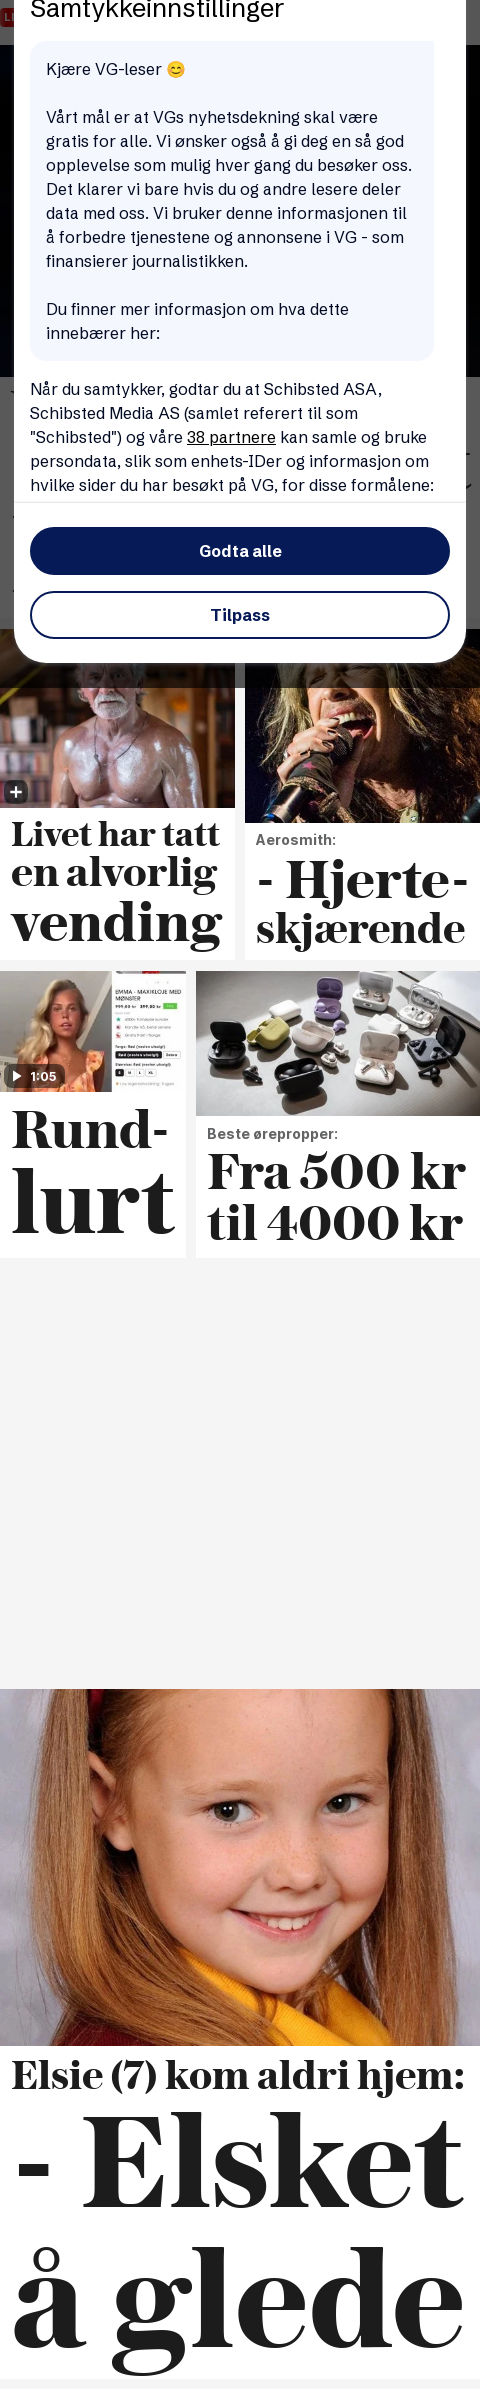 Samtykkeinnstillinger
Kjære VG-leser 😊
Vårt mål er at VGs nyhetsdekning skal være
gratis for alle. Vi ønsker også å gi deg en så god
opplevelse som mulig hver gang du besøker oss.
Det klarer vi bare hvis du og andre lesere deler
data med oss. Vi bruker denne informasjonen til
å forbedre tjenestene og annonsene i VG - som
finansierer journalistikken.
Du finner mer informasjon om hva dette
innebærer her:
Når du samtykker, godtar du at Schibsted ASA,
Schibsted Media AS (samlet referert til som
"Schibsted") og våre 38 partnere kan samle og bruke
persondata, slik som enhets-IDer og informasjon om
hvilke sider du har besøkt på VG, for disse formålene:
Godta alle
Tilpass
Livet har tatt
en alvorlig
vending
Aerosmith:
- Hjerte-
skjærende
EMMA - MAXIKLOJE MED
MØNSTER
1:05
Rund-
lurt
Beste ørepropper:
Fra 500 kr
til 4000 kr
Elsie (7) kom aldri hjem:
- Elsket
å glede